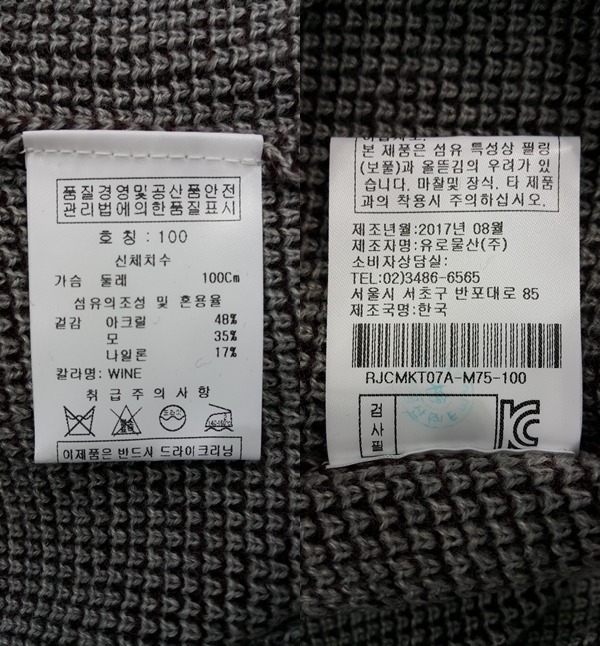 품질경영및공산품안전
관리법에의한품질표시
호 칭 : 100
신체치수
가슴 둘레 100Cm
섬유의조성 및 혼용율
겉감 아크릴 48%
모 35%
나일론 17%
칼라명: WINE
취 급 주 의 사 항
이제품은 반드시 드라이크리닝
본 제품은 섬유 특성상 필링
(보풀)과 올뜯김의 우려가 있
습니다. 마찰및 장식, 타 제품
과의 착용시 주의하십시오.
제조년월:2017년 08월
제조자명:유로물산(주)
소비자상담실:
TEL:02)3486-6565
서울시 서초구 반포대로 85
제조국명:한국
RJCMKT07A-M75-100
검
사
필